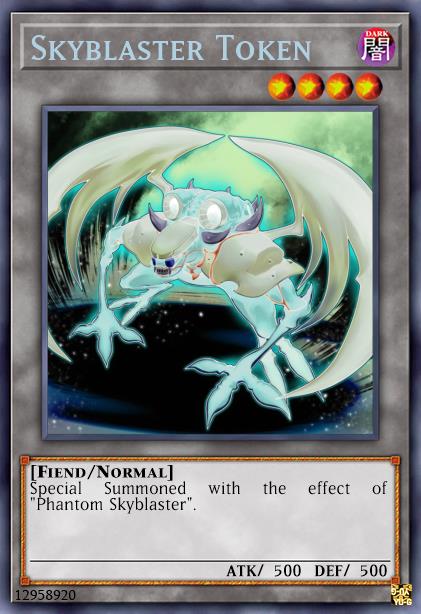 Skyblaster Token
DARK
闇
[Fiend/Normal]
Special Summoned with the effect of
"Phantom Skyblaster".
ATK/ 500 DEF/ 500
12958920